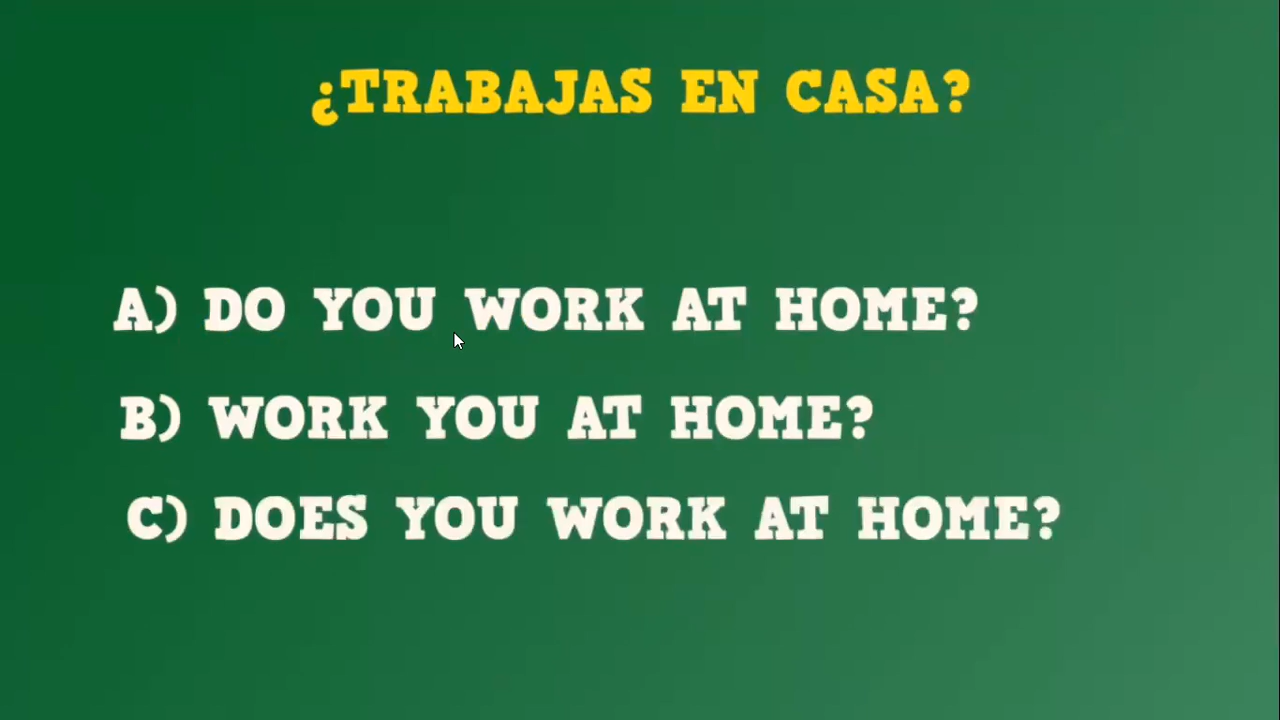 ¿TRABAJAS EN CASA?
A) DO YOU WORK AT HOME?
B) WORK YOU AT HOME?
C) DOES YOU WORK AT HOME?